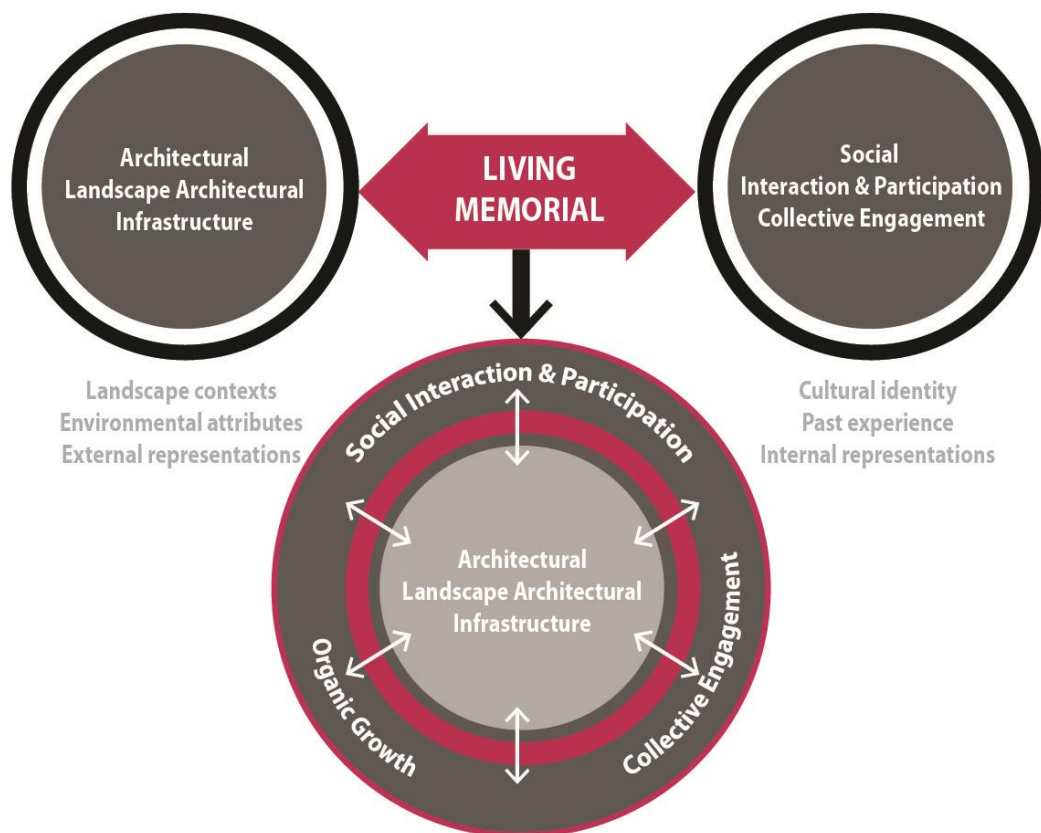 Architectural
Landscape Architectural
Infrastructure
LIVING
MEMORIAL
Social
Interaction & Participation
Collective Engagement
Landscape contexts
Environmental attributes
External representations
Cultural identity
Past experience
Internal representations
Social Interaction & Participation
Architectural
Landscape Architectural
Infrastructure
Organic Growth
Collective Engagement